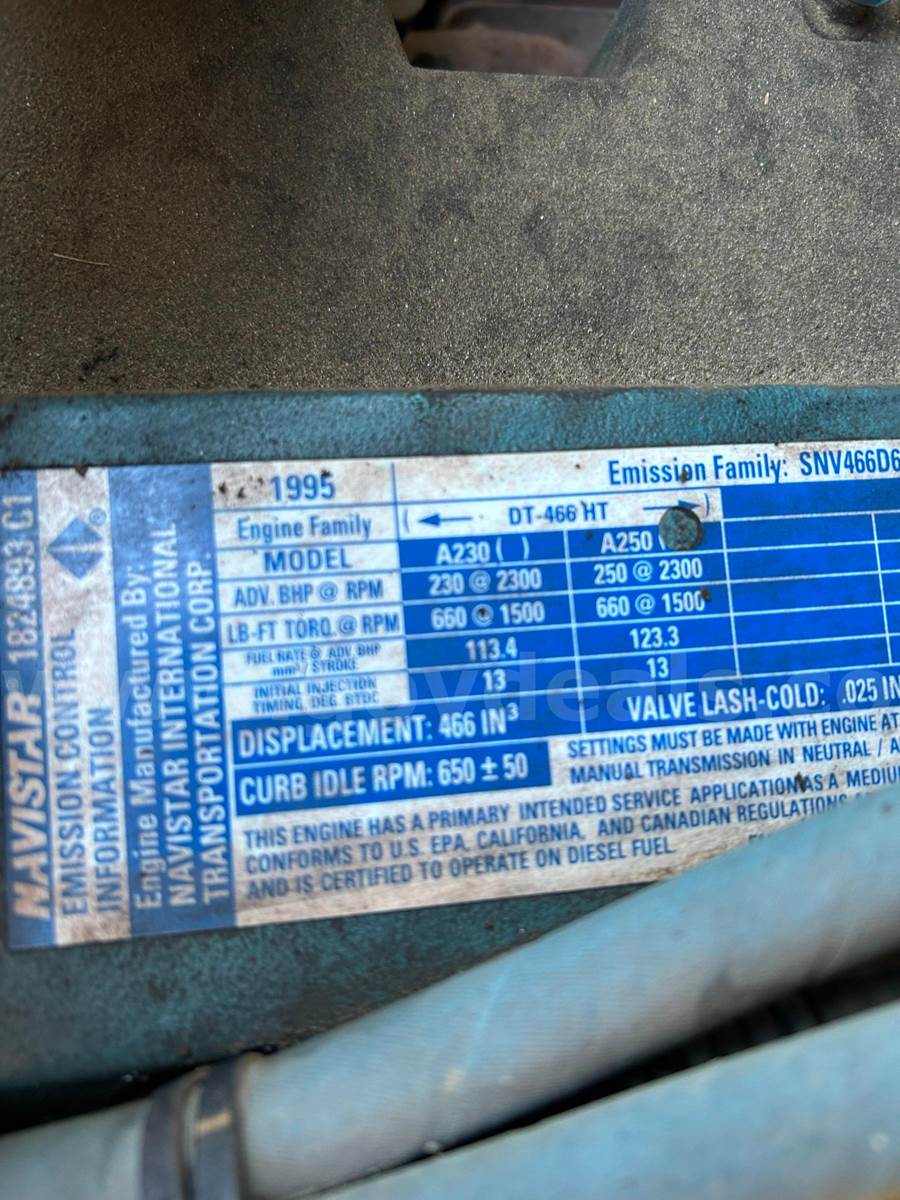 NAVISTAR 1824893 C1
EMISSION CONTROL
INFORMATION
Engine Manufactured By:
NAVISTAR INTERNATIONAL
TRANSPORTATION CORP.
1995 Emission Family: SNV466D6
Engine Family ( DT-466 HT )
MODEL A230 ( ) A250
ADV. BHP @ RPM 230 @ 2300 250 @ 2300
LB-FT TORQ. @ RPM 660 @ 1500 660 @ 1500
FUEL RATE @ ADV. BHP
mm³ / STROKE 113.4 123.3
INITIAL INJECTION
TIMING, DEG. BTDC 13 13
DISPLACEMENT: 466 IN³ VALVE LASH-COLD: .025 IN
CURB IDLE RPM: 650 ± 50
SETTINGS MUST BE MADE WITH ENGINE AT
MANUAL TRANSMISSION IN NEUTRAL / A
THIS ENGINE HAS A PRIMARY INTENDED SERVICE APPLICATION AS A MEDIU
CONFORMS TO U.S. EPA, CALIFORNIA, AND CANADIAN REGULATIONS
AND IS CERTIFIED TO OPERATE ON DIESEL FUEL.